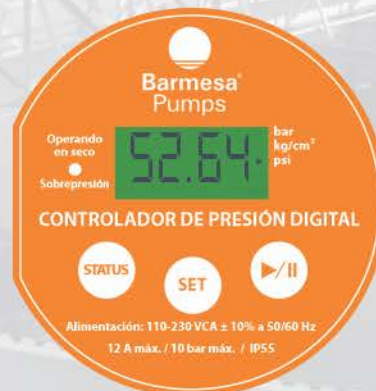 Barmesa®
Pumps
Operando
en seco
Sobrepresión
52.64
bar
kg/cm²
psi
CONTROLADOR DE PRESIÓN DIGITAL
STATUS
SET
▶/II
Alimentación: 110-230 VCA ± 10% a 50/60 Hz
12 A máx. / 10 bar máx. / IP55